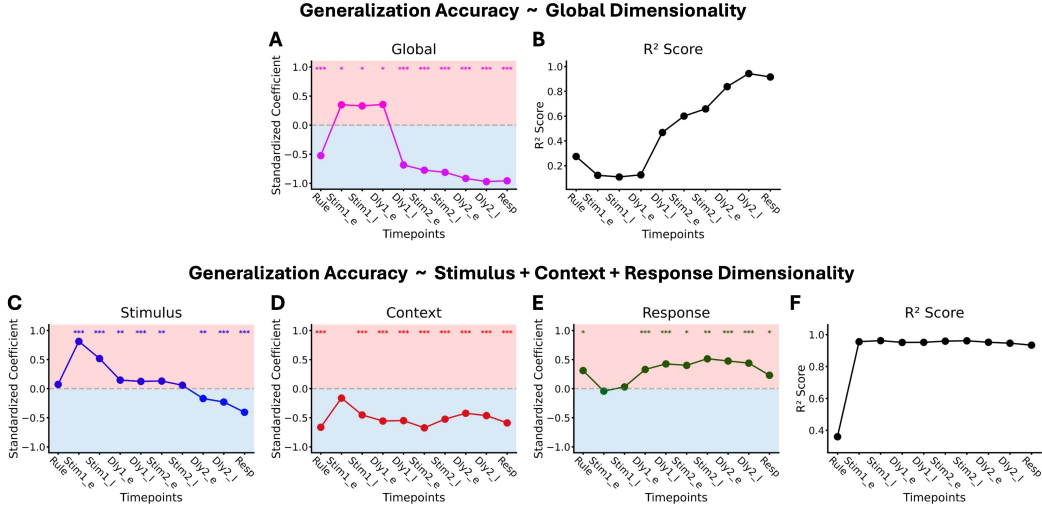 Generalization Accuracy ~ Global Dimensionality
A
Global
Standardized Coefficient
1.0
0.5
0.0
−0.5
−1.0
*** * * * *** *** *** *** *** ***
Rule Stim1_e Stim1_l Dly1_e Dly1_l Stim2_e Stim2_l Dly2_e Dly2_l Resp
Timepoints
B
R² Score
R² Score
1.0
0.8
0.6
0.4
0.2
Rule Stim1_e Stim1_l Dly1_e Dly1_l Stim2_e Stim2_l Dly2_e Dly2_l Resp
Timepoints
Generalization Accuracy ~ Stimulus + Context + Response Dimensionality
C
Stimulus
Standardized Coefficient
1.0
0.5
0.0
−0.5
−1.0
*** *** ** *** ** ** *** ***
Rule Stim1_e Stim1_l Dly1_e Dly1_l Stim2_e Stim2_l Dly2_e Dly2_l Resp
Timepoints
D
Context
Standardized Coefficient
1.0
0.5
0.0
−0.5
−1.0
*** *** *** *** *** *** *** *** ***
Rule Stim1_e Stim1_l Dly1_e Dly1_l Stim2_e Stim2_l Dly2_e Dly2_l Resp
Timepoints
E
Response
Standardized Coefficient
1.0
0.5
0.0
−0.5
−1.0
* *** *** * ** *** *** *
Rule Stim1_e Stim1_l Dly1_e Dly1_l Stim2_e Stim2_l Dly2_e Dly2_l Resp
Timepoints
F
R² Score
R² Score
1.0
0.8
0.6
0.4
Rule Stim1_e Stim1_l Dly1_e Dly1_l Stim2_e Stim2_l Dly2_e Dly2_l Resp
Timepoints